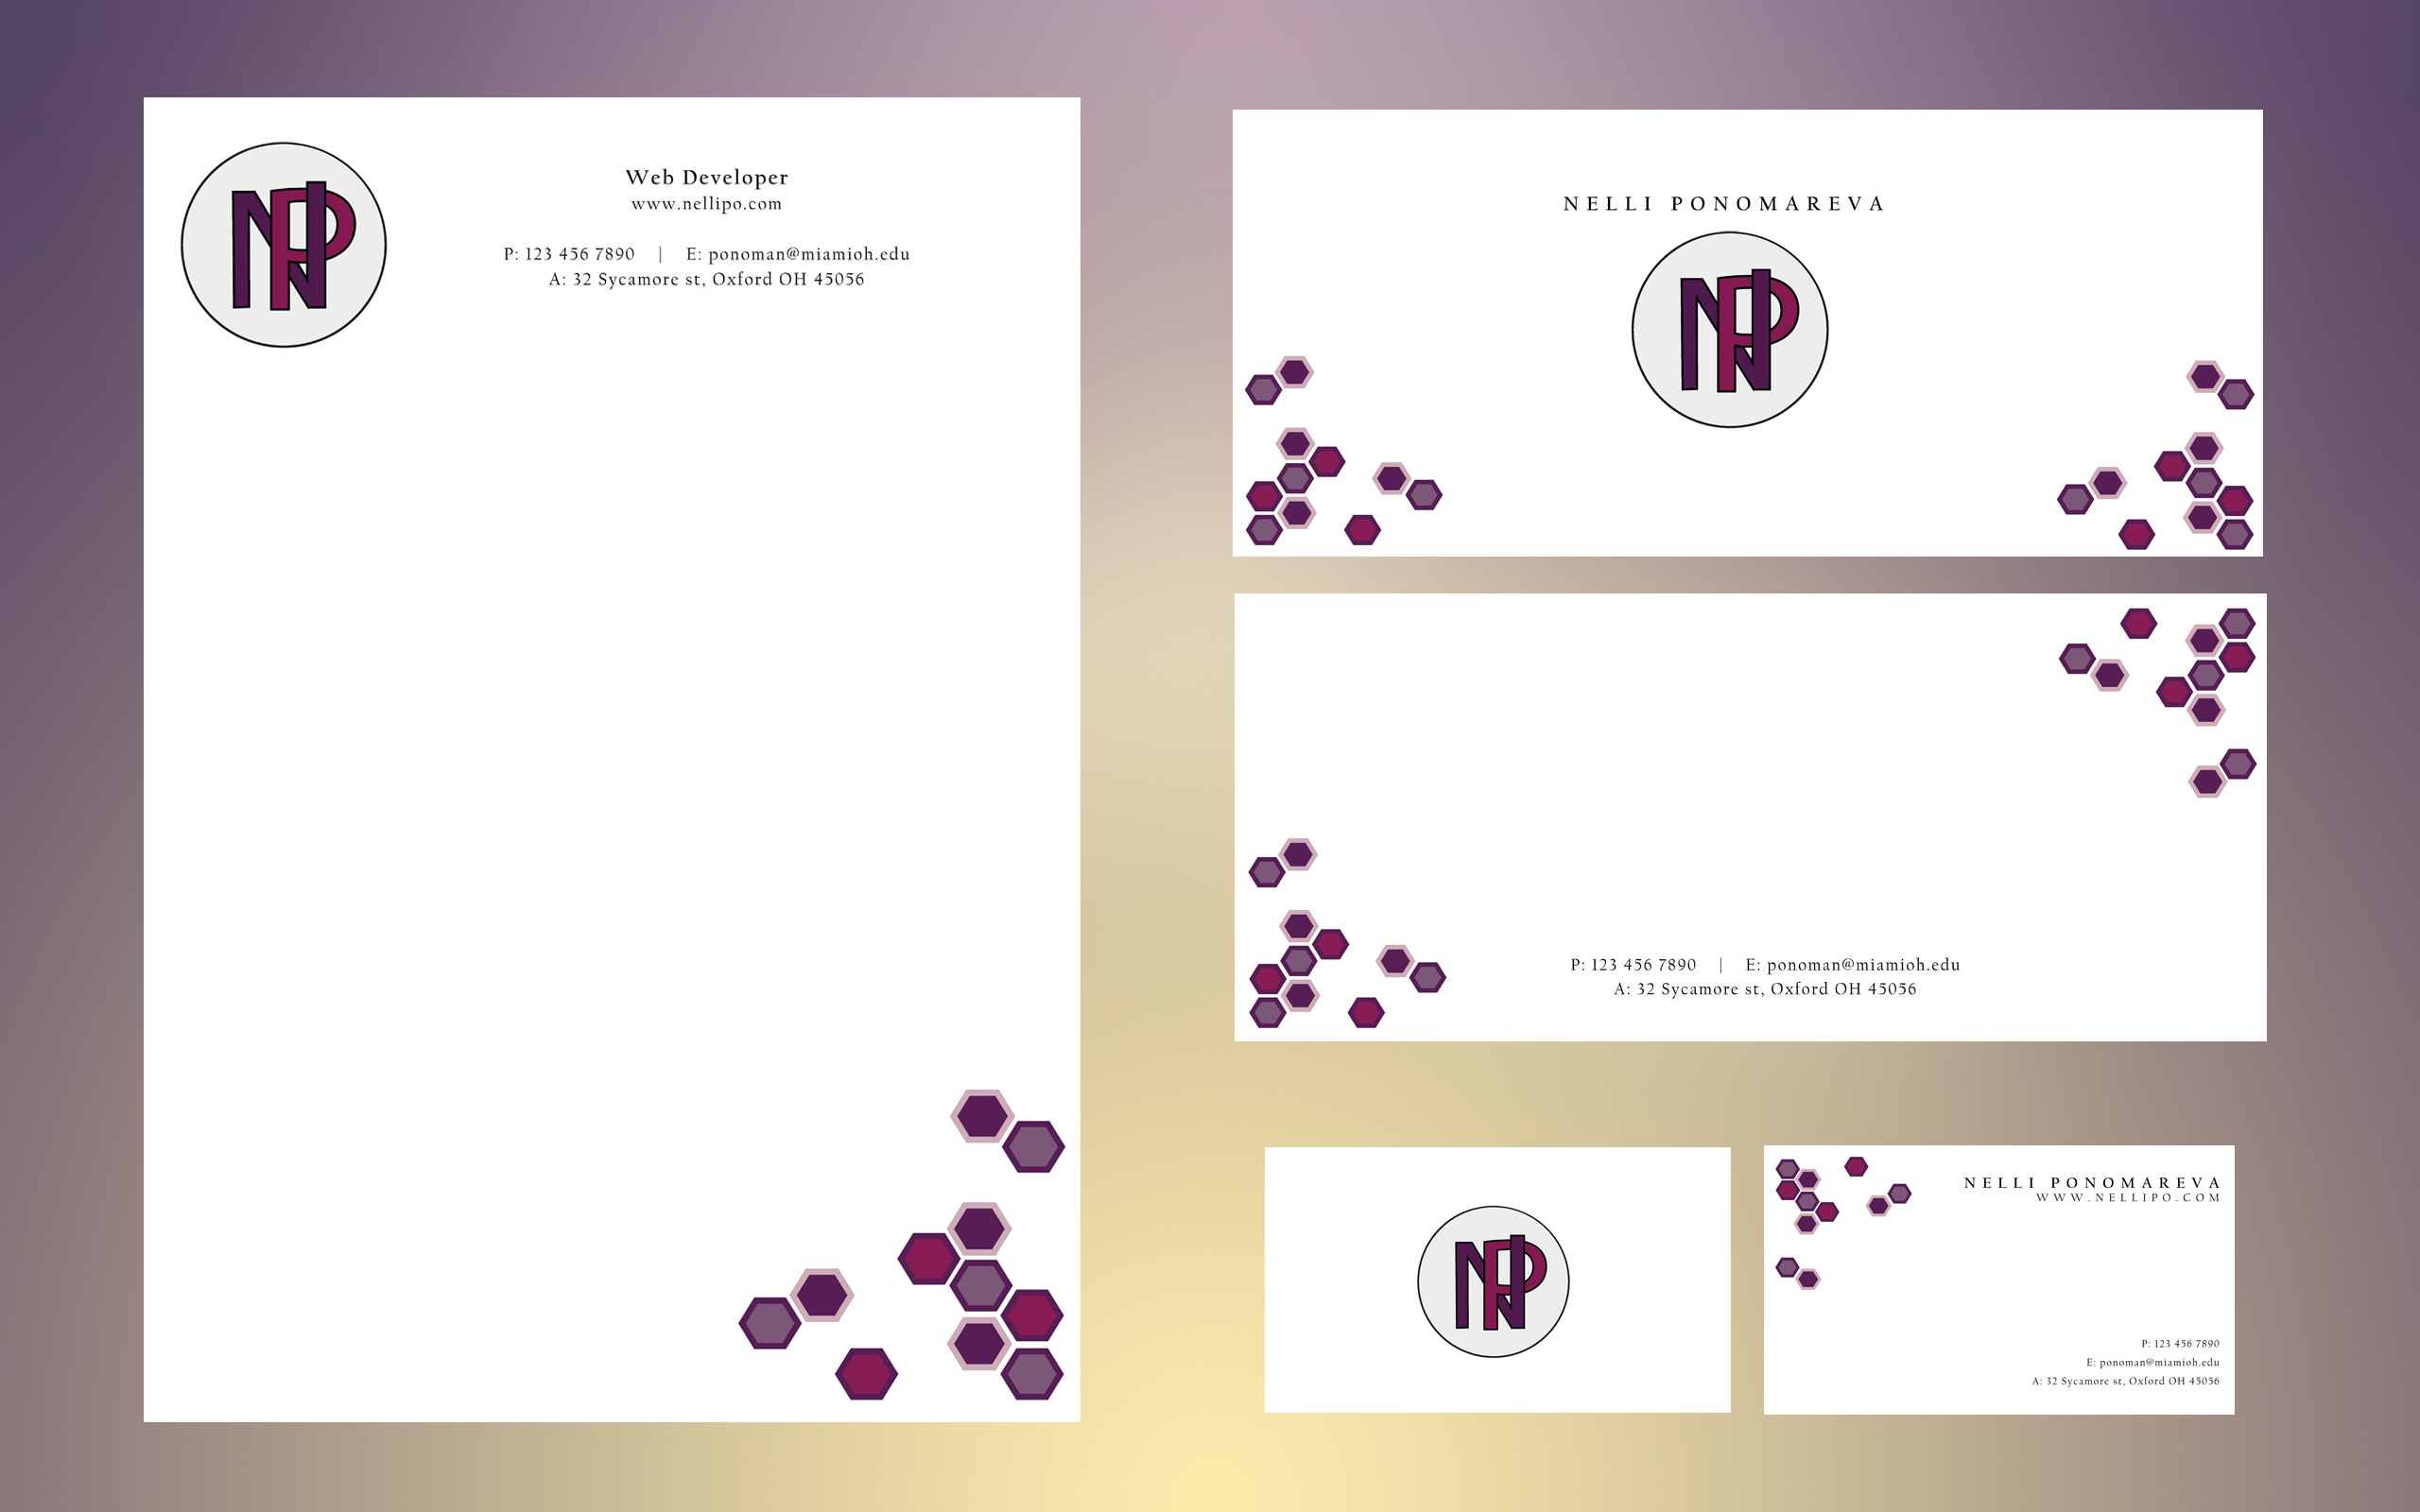 NP
Web Developer
www.nellipo.com
P: 123 456 7890 | E: ponoman@miamioh.edu
A: 32 Sycamore st, Oxford OH 45056
NELLI PONOMAREVA
NP
P: 123 456 7890 | E: ponoman@miamioh.edu
A: 32 Sycamore st, Oxford OH 45056
NP
NELLI PONOMAREVA
WWW.NELLIPO.COM
P: 123 456 7890
E: ponoman@miamioh.edu
A: 32 Sycamore st, Oxford OH 45056